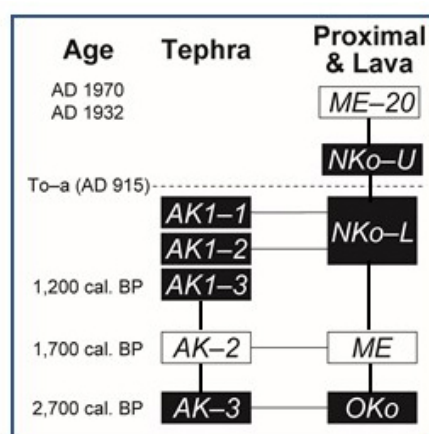 Age Tephra Proximal & Lava
AD 1970
AD 1932
ME–20
NKo–U
To–a (AD 915)
AK1–1
NKo–L
AK1–2
1,200 cal. BP AK1–3
1,700 cal. BP AK–2 ME
2,700 cal. BP AK–3 OKo